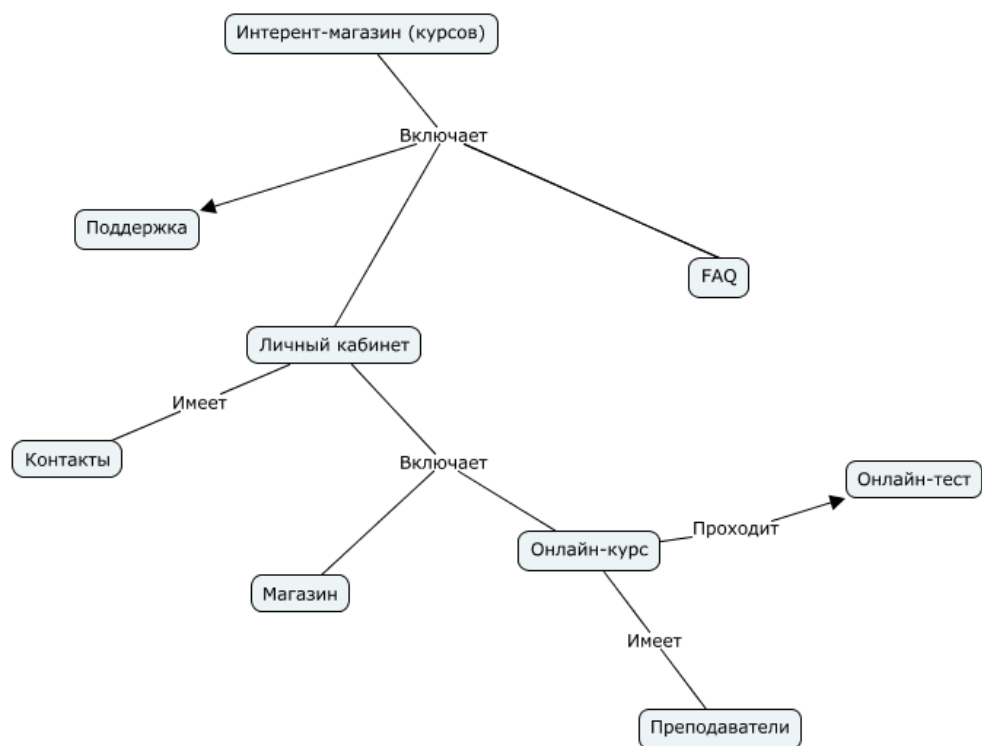 Интерент-магазин (курсов)
Включает
Поддержка
FAQ
Личный кабинет
Имеет
Контакты
Включает
Онлайн-тест
Проходит
Онлайн-курс
Магазин
Имеет
Преподаватели